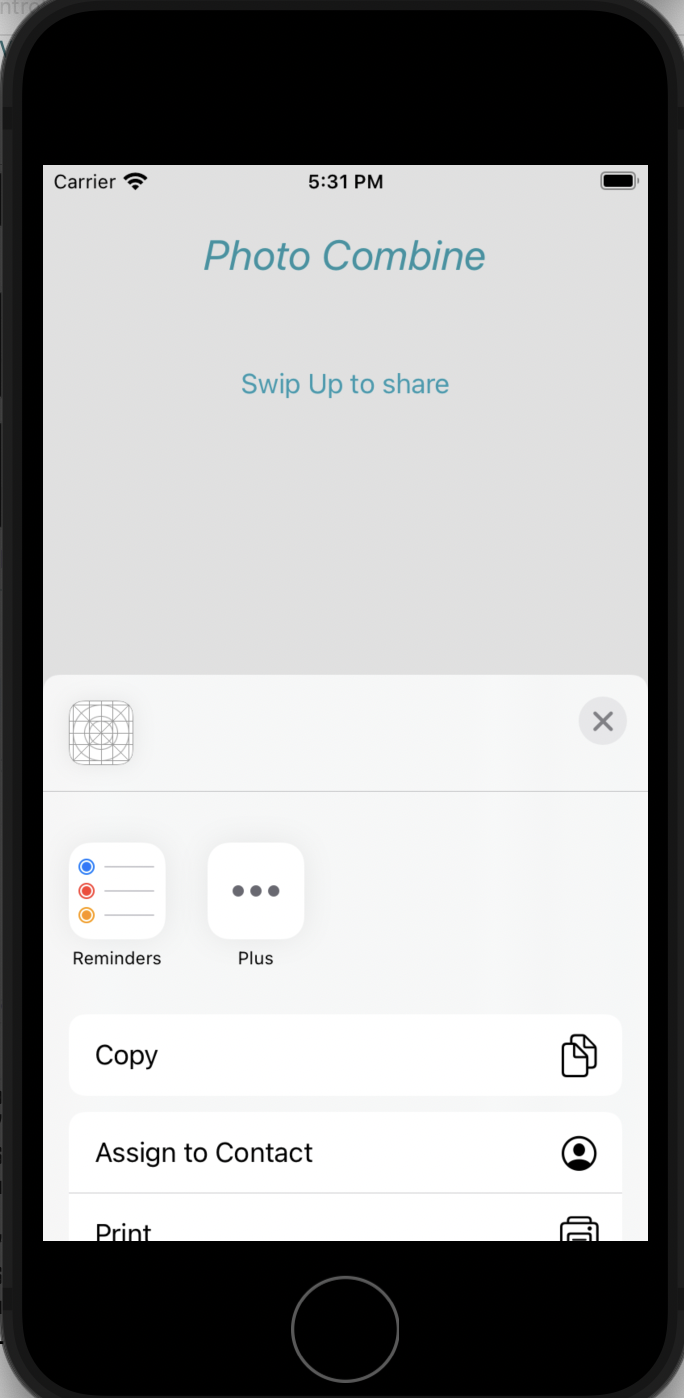 Carrier
5:31 PM
Photo Combine
Swip Up to share
Reminders
Plus
Copy
Assign to Contact
Print